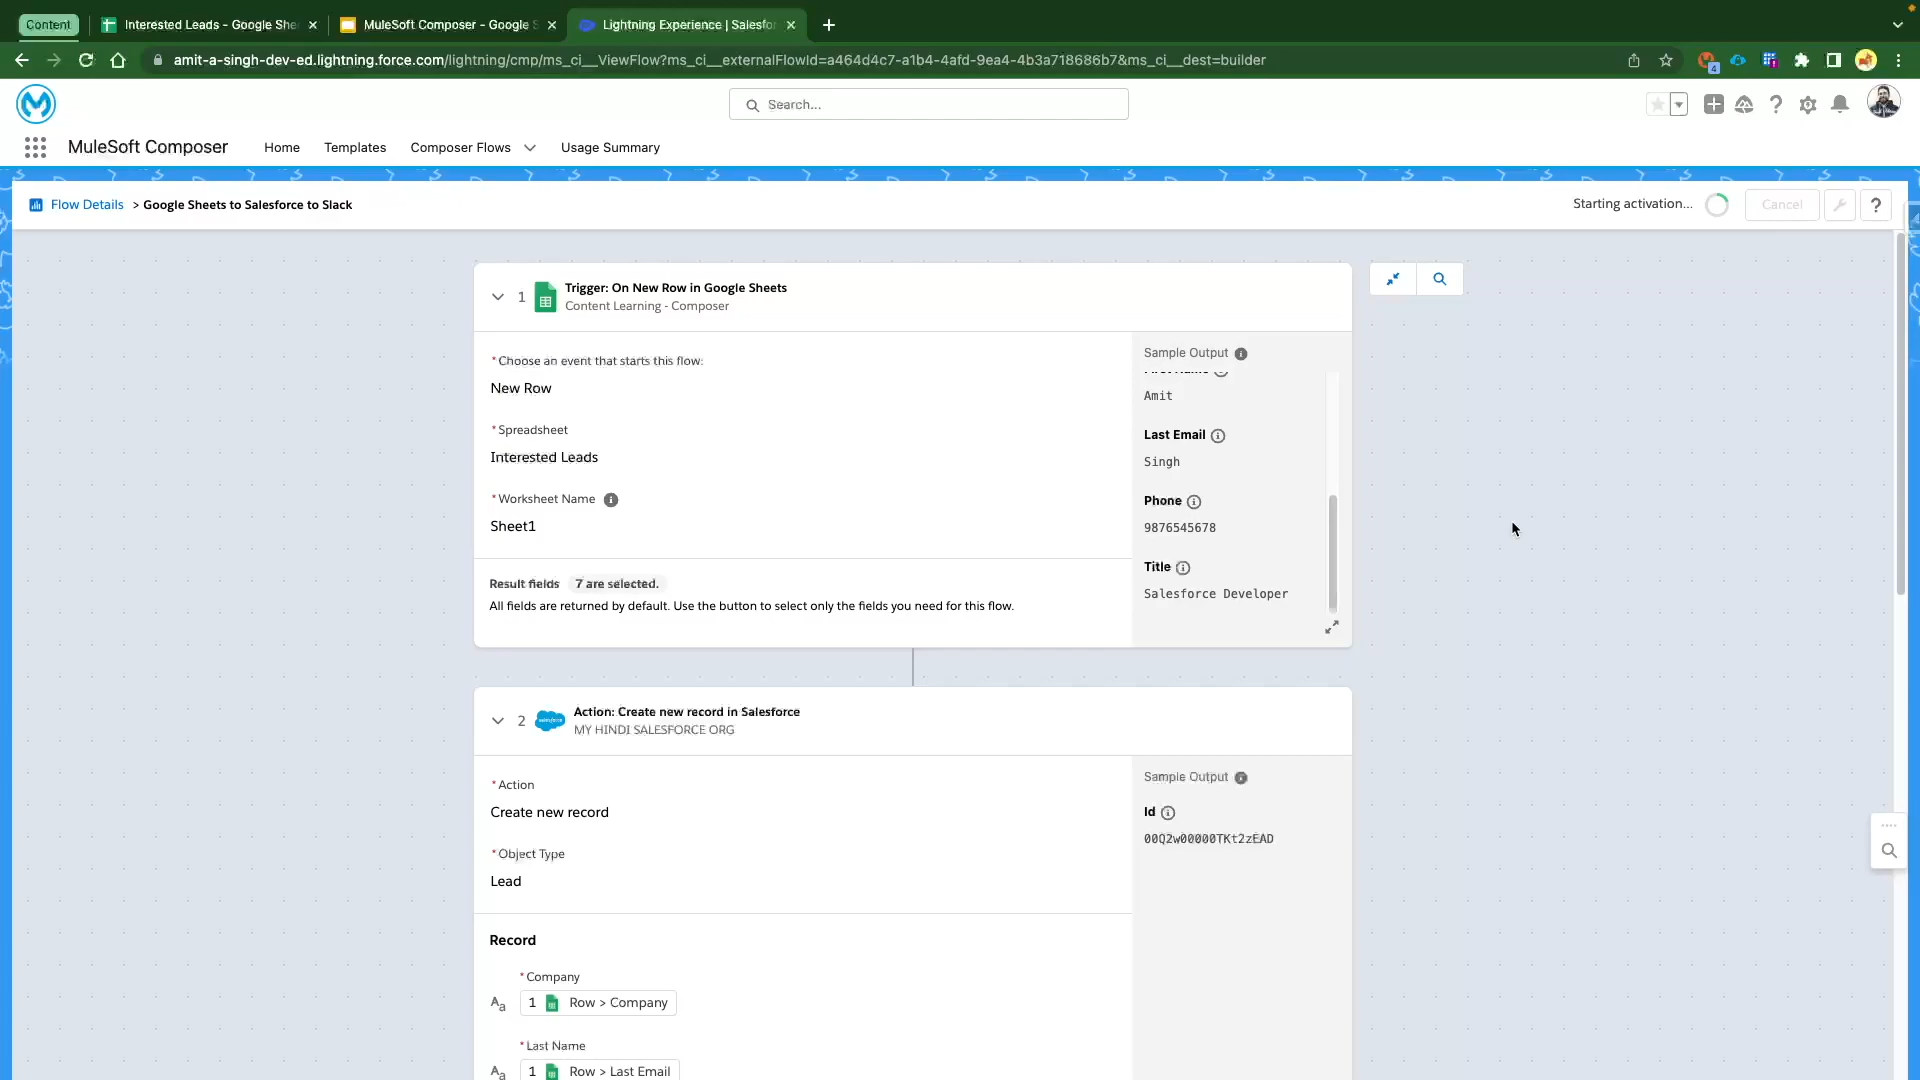 Content
Interested Leads - Google She
MuleSoft Composer - Google S
Lightning Experience | Salesfor
amit-a-singh-dev-ed.lightning.force.com/lightning/cmp/ms_ci__ViewFlow?ms_ci__externalFlowId=a464d4c7-a1b4-4afd-9ea4-4b3a718686b7&ms_ci__dest=builder
4
Search...
MuleSoft Composer
Home
Templates
Composer Flows
Usage Summary
Flow Details > Google Sheets to Salesforce to Slack
Starting activation...
Cancel
?
1
Trigger: On New Row in Google Sheets
Content Learning - Composer
*Choose an event that starts this flow:
New Row
*Spreadsheet
Interested Leads
*Worksheet Name
Sheet1
Result fields 7 are selected.
All fields are returned by default. Use the button to select only the fields you need for this flow.
Sample Output
Amit
Last Email
Singh
Phone
9876545678
Title
Salesforce Developer
2
salesforce
Action: Create new record in Salesforce
MY HINDI SALESFORCE ORG
*Action
Create new record
*Object Type
Lead
Sample Output
Id
00Q2w00000TKt2zEAD
Record
*Company
Aa 1 Row > Company
*Last Name
Aa 1 Row > Last Email